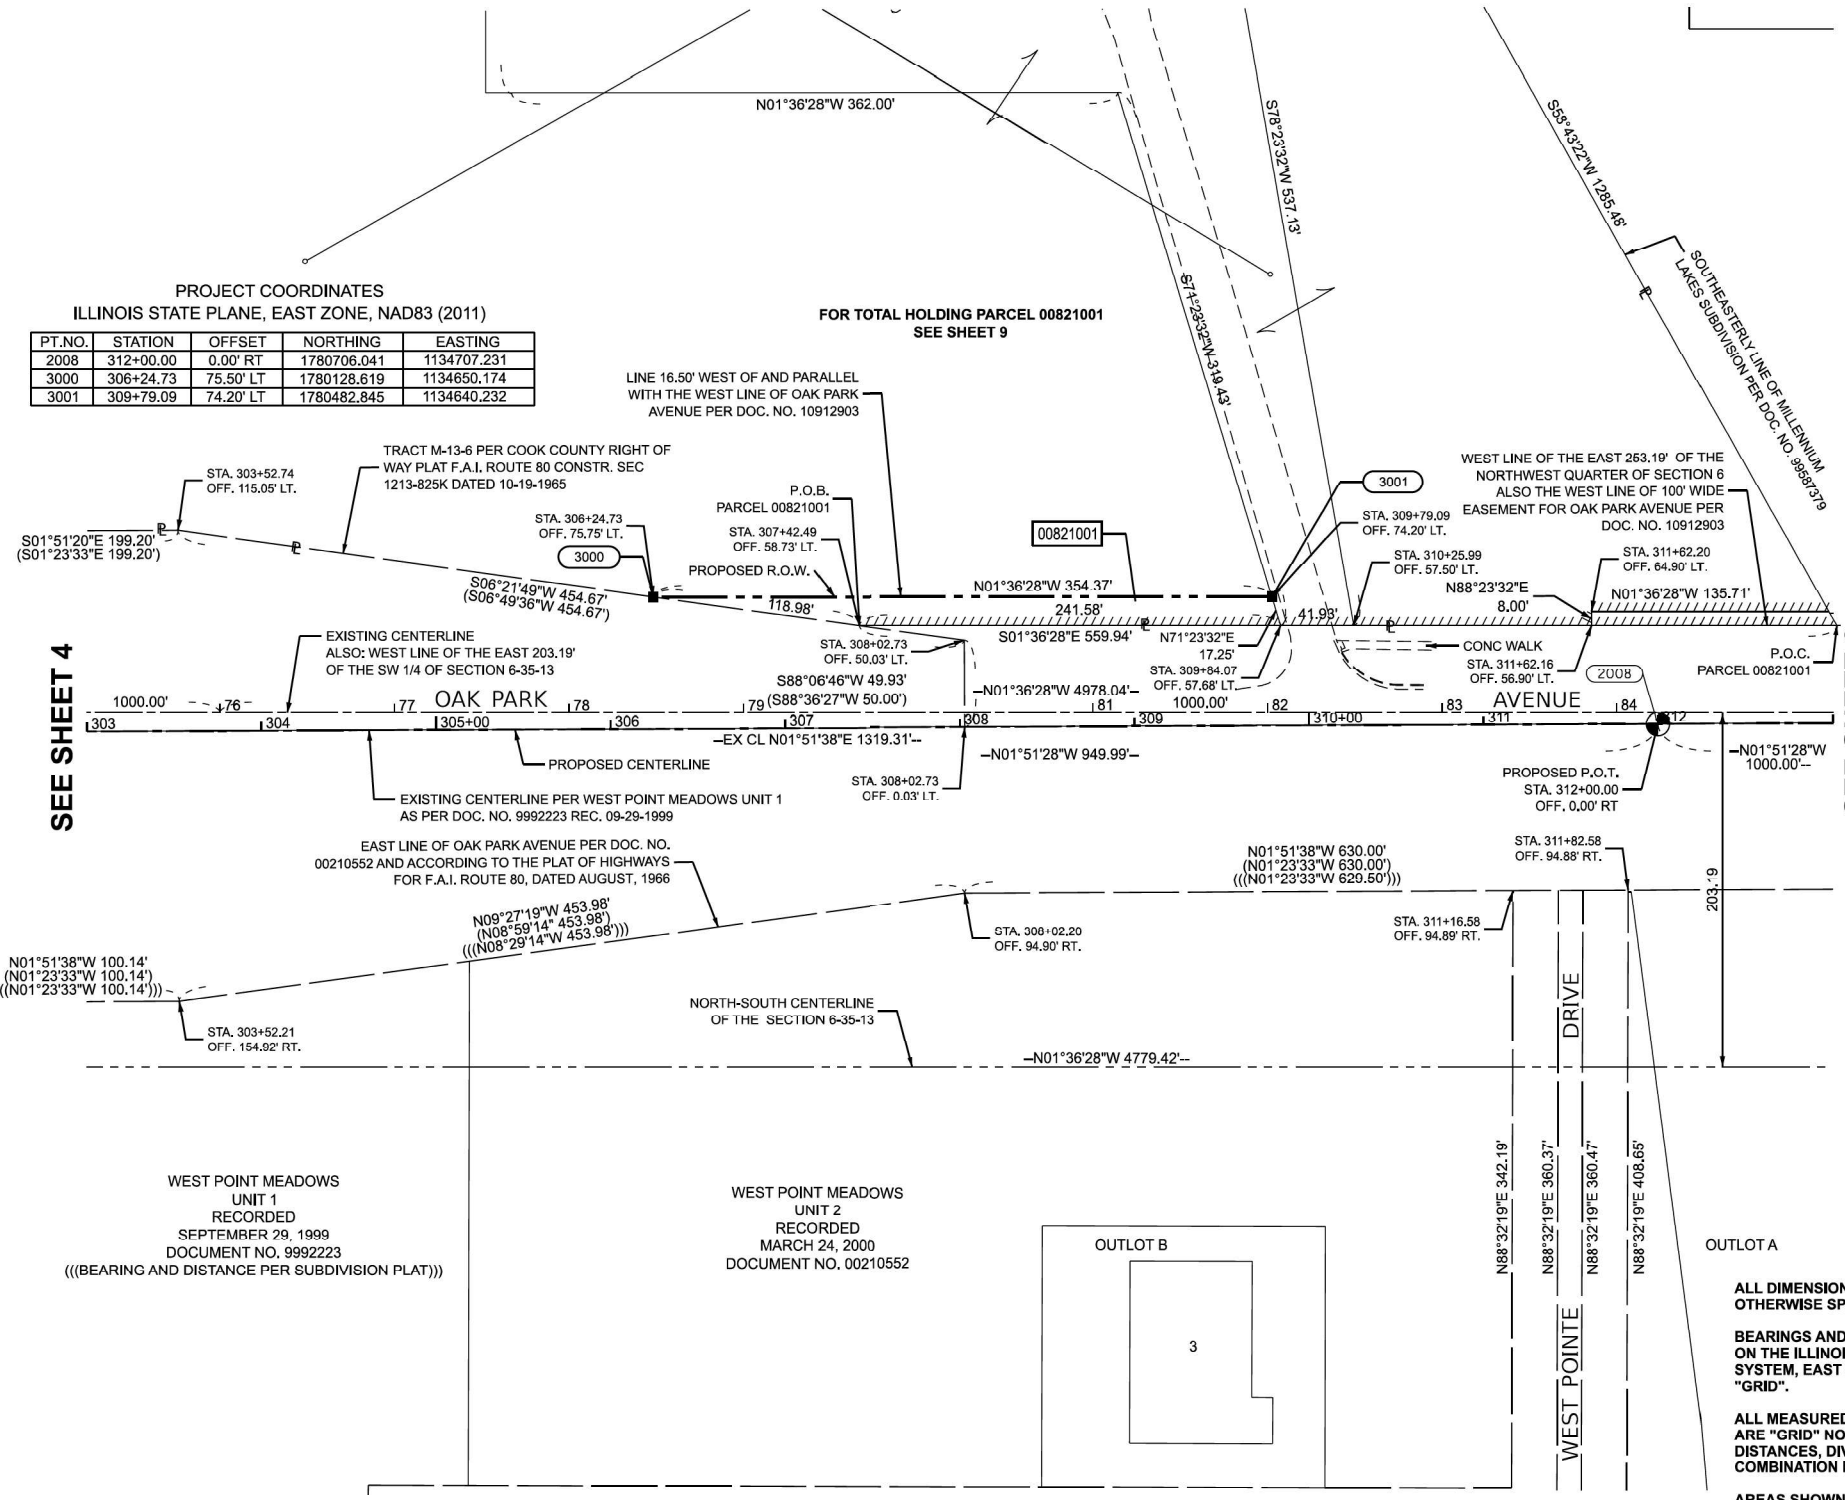 N01°36'28"W 362.00'
S78°23'32"W 537.13'
S58°43'22"W 1285.48'
S71°23'32"W 319.43'
SOUTHEASTERLY LINE OF MILLENNIUM
LAKES SUBDIVISION PER DOC. NO. 99587379
PROJECT COORDINATES
ILLINOIS STATE PLANE, EAST ZONE, NAD83 (2011)
PT.NO. STATION OFFSET NORTHING EASTING
2008 312+00.00 0.00' RT 1780706.041 1134707.231
3000 306+24.73 75.50' LT 1780128.619 1134650.174
3001 309+79.09 74.20' LT 1780482.845 1134640.232
FOR TOTAL HOLDING PARCEL 00821001
SEE SHEET 9
LINE 16.50' WEST OF AND PARALLEL
WITH THE WEST LINE OF OAK PARK
AVENUE PER DOC. NO. 10912903
TRACT M-13-6 PER COOK COUNTY RIGHT OF
WAY PLAT F.A.I. ROUTE 80 CONSTR. SEC
1213-825K DATED 10-19-1965
STA. 303+52.74
OFF. 115.05' LT.
WEST LINE OF THE EAST 253.19' OF THE
NORTHWEST QUARTER OF SECTION 6
ALSO THE WEST LINE OF 100' WIDE
EASEMENT FOR OAK PARK AVENUE PER
DOC. NO. 10912903
P.O.B.
PARCEL 00821001
3001
S01°51'20"E 199.20'
(S01°23'33"E 199.20')
STA. 306+24.73
OFF. 75.75' LT.
3000
STA. 307+42.49
OFF. 58.73' LT.
00821001
STA. 309+79.09
OFF. 74.20' LT.
STA. 310+25.99
OFF. 57.50' LT.
STA. 311+62.20
OFF. 64.90' LT.
PROPOSED R.O.W.
S06°21'49"W 454.67'
(S06°49'36"W 454.67')
118.98'
N01°36'28"W 354.37'
241.58'
41.93'
N88°23'32"E
8.00'
N01°36'28"W 135.71'
S01°36'28"E 559.94'
N71°23'32"E
17.25'
CONC WALK
EXISTING CENTERLINE
ALSO: WEST LINE OF THE EAST 203.19'
OF THE SW 1/4 OF SECTION 6-35-13
STA. 308+02.73
OFF. 50.03' LT.
STA. 309+84.07
OFF. 57.68' LT.
STA. 311+62.16
OFF. 56.90' LT.
P.O.C.
PARCEL 00821001
2008
S88°06'46"W 49.93'
(S88°36'27"W 50.00')
N01°36'28"W 4978.04'
SEE SHEET 4
1000.00' 76 77 OAK PARK 78 79 81 1000.00' 82 83 AVENUE 84
303 304 305+00 306 307 308 309 310+00 311 312
EX CL N01°51'38"E 1319.31'
N01°51'28"W 949.99'
N01°51'28"W
1000.00'
PROPOSED CENTERLINE
STA. 308+02.73
OFF. 0.03' LT.
PROPOSED P.O.T.
STA. 312+00.00
OFF. 0.00' RT
EXISTING CENTERLINE PER WEST POINT MEADOWS UNIT 1
AS PER DOC. NO. 9992223 REC. 09-29-1999
EAST LINE OF OAK PARK AVENUE PER DOC. NO.
00210552 AND ACCORDING TO THE PLAT OF HIGHWAYS
FOR F.A.I. ROUTE 80, DATED AUGUST, 1966
N01°51'38"W 630.00'
(N01°23'33"W 630.00')
(((N01°23'33"W 629.50')))
STA. 311+82.58
OFF. 94.88' RT.
203.19
N09°27'19"W 453.98'
(N08°59'14" 453.98')
(((N08°29'14"W 453.98')))
STA. 308+02.20
OFF. 94.90' RT.
STA. 311+16.58
OFF. 94.89' RT.
N01°51'38"W 100.14'
(N01°23'33"W 100.14')
((N01°23'33"W 100.14')))
STA. 303+52.21
OFF. 154.92' RT.
NORTH-SOUTH CENTERLINE
OF THE SECTION 6-35-13
N01°36'28"W 4779.42'
WEST POINT MEADOWS
UNIT 1
RECORDED
SEPTEMBER 29, 1999
DOCUMENT NO. 9992223
(((BEARING AND DISTANCE PER SUBDIVISION PLAT)))
WEST POINT MEADOWS
UNIT 2
RECORDED
MARCH 24, 2000
DOCUMENT NO. 00210552
OUTLOT B
3
N88°32'19"E 342.19'
N88°32'19"E 360.37'
N88°32'19"E 360.47'
N88°32'19"E 408.65'
WEST POINTE DRIVE
OUTLOT A
ALL DIMENSION
OTHERWISE SP
BEARINGS AND
ON THE ILLINOI
SYSTEM, EAST
"GRID".
ALL MEASURED
ARE "GRID" NO
DISTANCES, DIV
COMBINATION
AREAS SHOWN